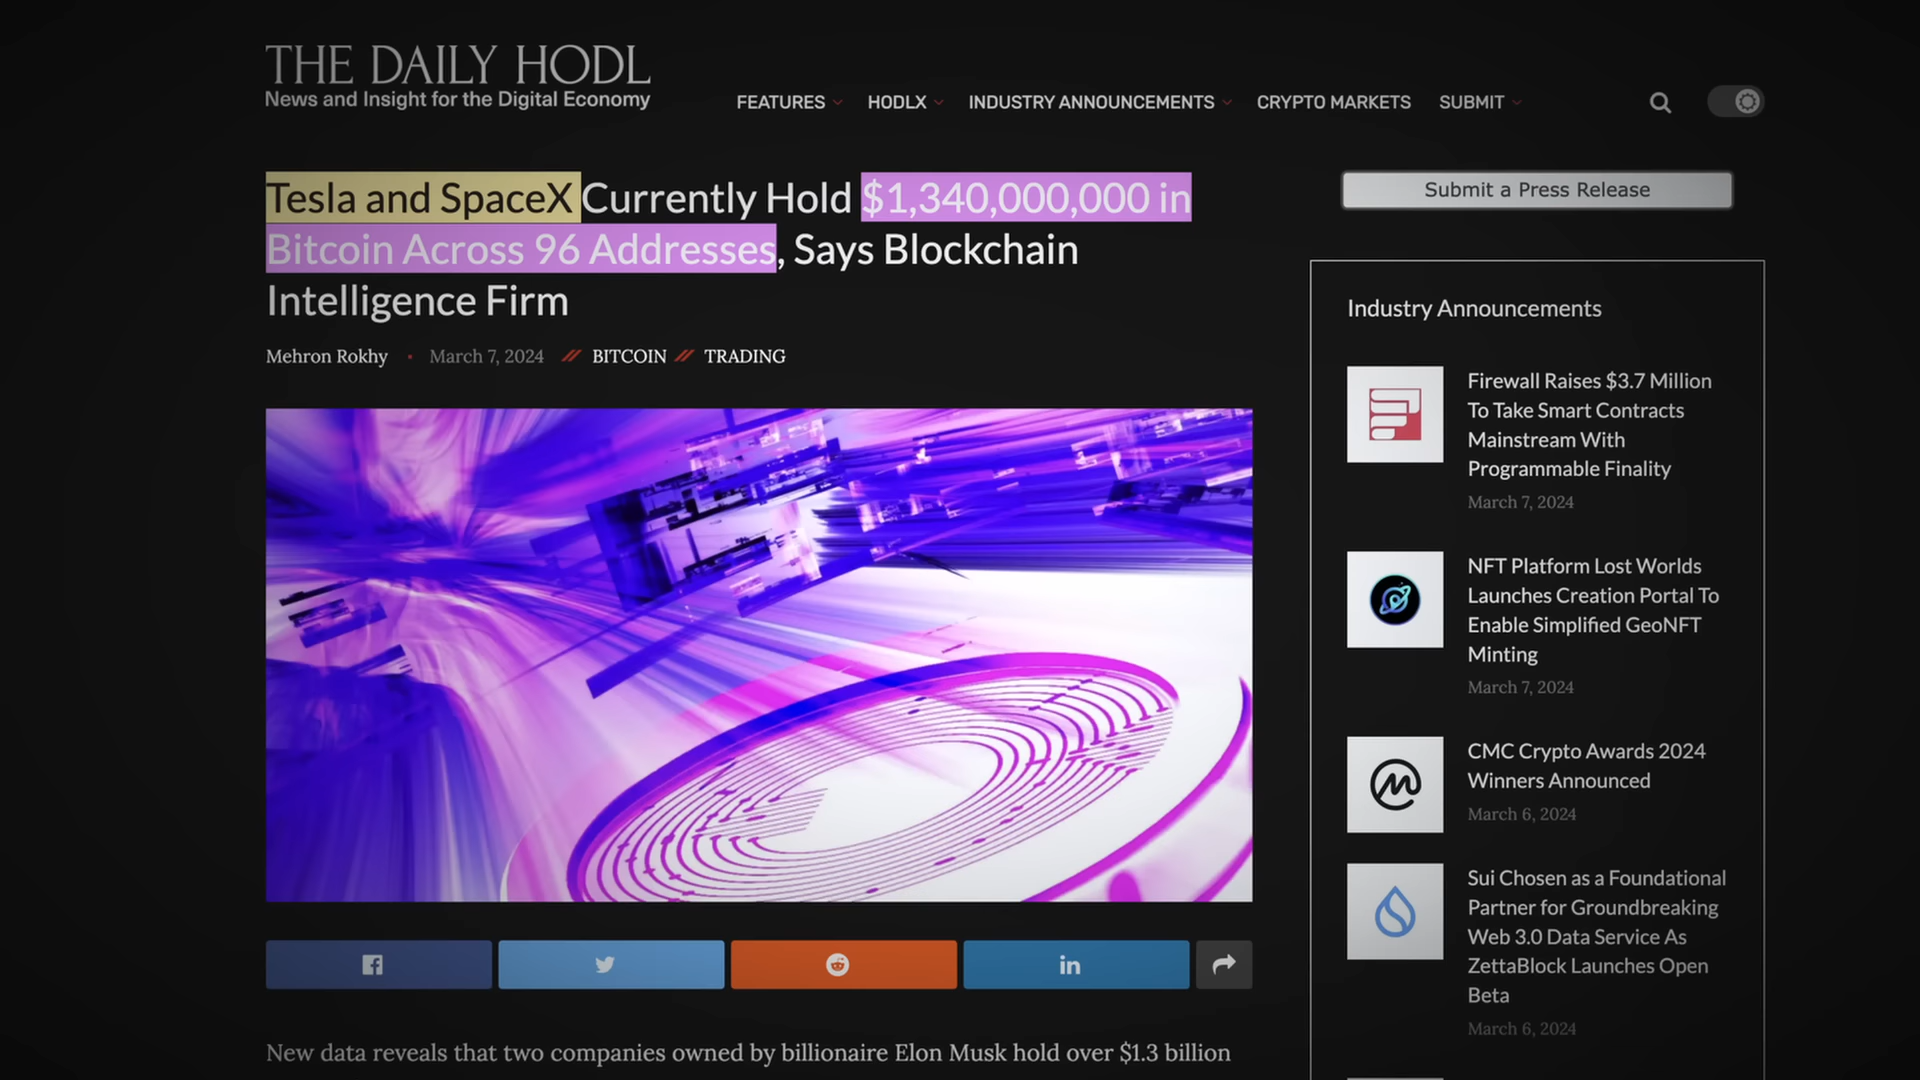 THE DAILY HODL
News and Insight for the Digital Economy
FEATURES HODLX INDUSTRY ANNOUNCEMENTS CRYPTO MARKETS SUBMIT
Tesla and SpaceX Currently Hold $1,340,000,000 in
Bitcoin Across 96 Addresses, Says Blockchain
Intelligence Firm
Mehron Rokhy • March 7, 2024 // BITCOIN // TRADING
New data reveals that two companies owned by billionaire Elon Musk hold over $1.3 billion
Submit a Press Release
Industry Announcements
Firewall Raises $3.7 Million
To Take Smart Contracts
Mainstream With
Programmable Finality
March 7, 2024
NFT Platform Lost Worlds
Launches Creation Portal To
Enable Simplified GeoNFT
Minting
March 7, 2024
CMC Crypto Awards 2024
Winners Announced
March 6, 2024
Sui Chosen as a Foundational
Partner for Groundbreaking
Web 3.0 Data Service As
ZettaBlock Launches Open
Beta
March 6, 2024